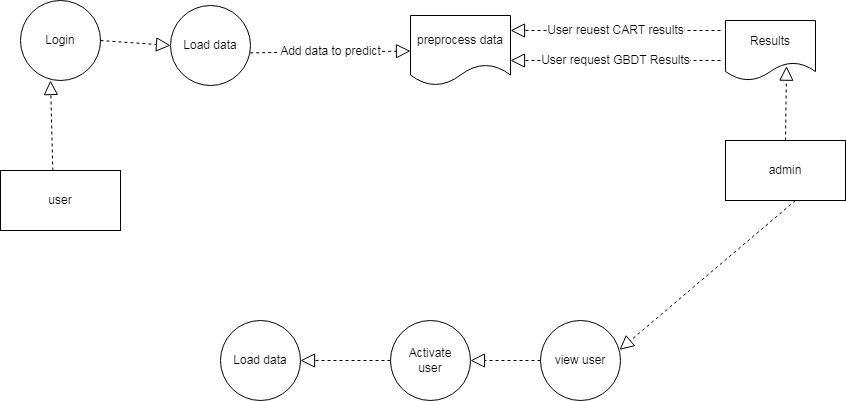 Login
Load data
Add data to predict
preprocess data
User reuest CART results
User request GBDT Results
Results
user
admin
Load data
Activate
user
view user